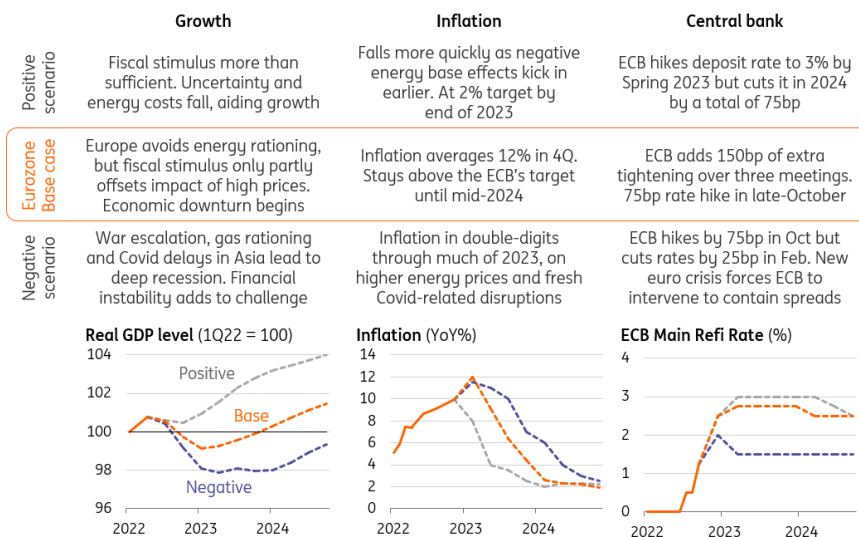 Growth
Inflation
Central bank
Positive
scenario
Fiscal stimulus more than
sufficient. Uncertainty and
energy costs fall, aiding growth
Falls more quickly as negative
energy base effects kick in
earlier. At 2% target by
end of 2023
ECB hikes deposit rate to 3% by
Spring 2023 but cuts it in 2024
by a total of 75bp
Eurozone
Base case
Europe avoids energy rationing,
but fiscal stimulus only partly
offsets impact of high prices.
Economic downturn begins
Inflation averages 12% in 4Q.
Stays above the ECB's target
until mid-2024
ECB adds 150bp of extra
tightening over three meetings.
75bp rate hike in late-October
Negative
scenario
War escalation, gas rationing
and Covid delays in Asia lead to
deep recession. Financial
instability adds to challenge
Inflation in double-digits
through much of 2023, on
higher energy prices and fresh
Covid-related disruptions
ECB hikes by 75bp in Oct but
cuts rates by 25bp in Feb. New
euro crisis forces ECB to
intervene to contain spreads
Real GDP level (1Q22 = 100)
104
102
100
98
96
Positive
Base
Negative
2022 2023 2024
Inflation (YoY%)
14
12
10
8
6
4
2
0
2022 2023 2024
ECB Main Refi Rate (%)
4
3
2
1
0
2022 2023 2024